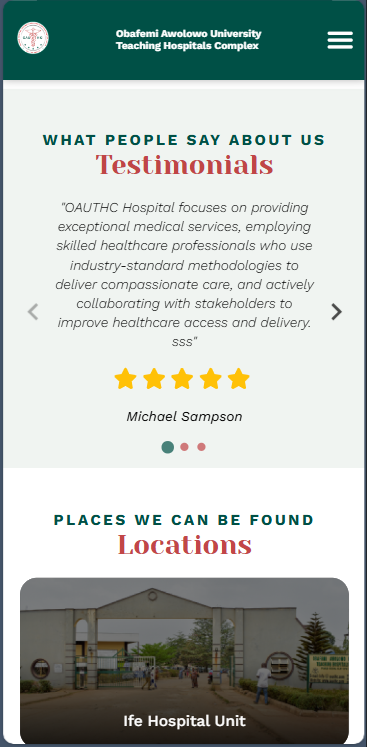 OAUTHC
Obafemi Awolowo University
Teaching Hospitals Complex
WHAT PEOPLE SAY ABOUT US
Testimonials
"OAUTHC Hospital focuses on providing
exceptional medical services, employing
skilled healthcare professionals who use
industry-standard methodologies to
deliver compassionate care, and actively
collaborating with stakeholders to
improve healthcare access and delivery.
sss"
Michael Sampson
PLACES WE CAN BE FOUND
Locations
Ife Hospital Unit